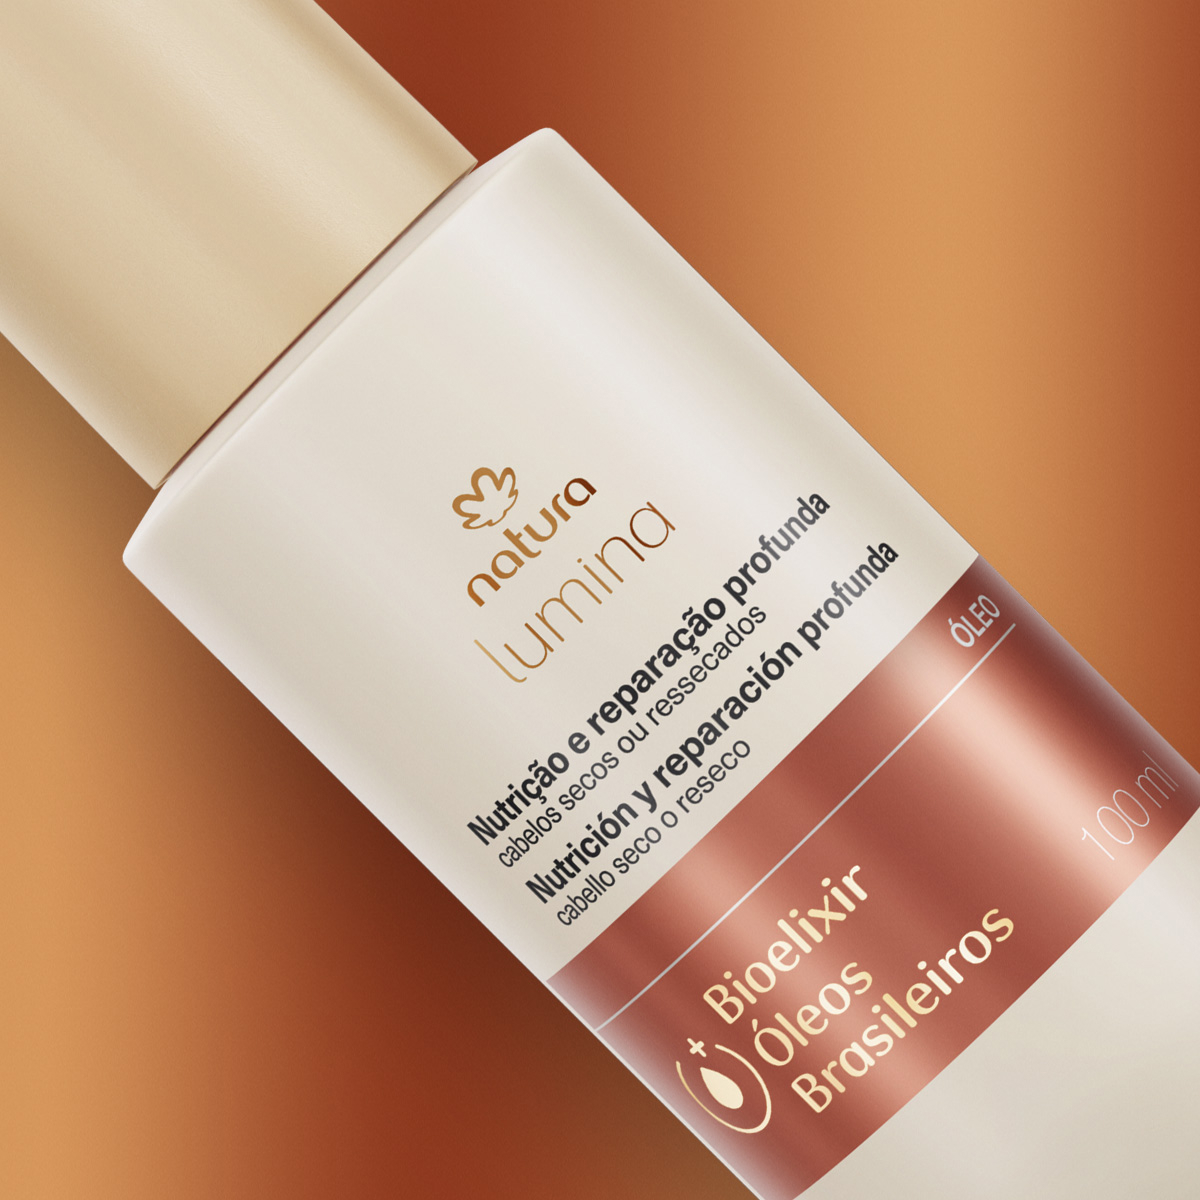 natura
lumina
Nutrição e reparação profunda
cabelos secos ou ressecados
Nutrición y reparación profunda
cabello seco o reseco
ÓLEO
Bioelixir
Óleos
Brasileiros
100 ml